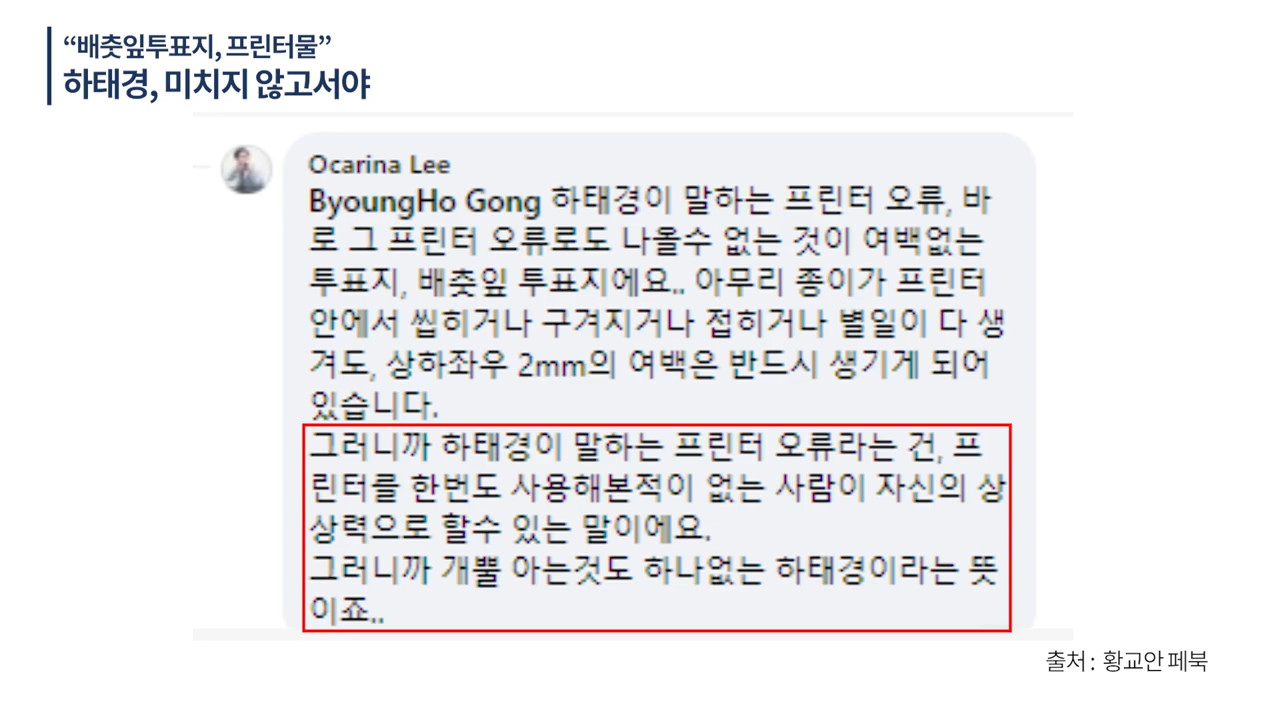 “배춧잎투표지, 프린터물”
하태경, 미치지 않고서야
Ocarina Lee
ByoungHo Gong 하태경이 말하는 프린터 오류, 바
로 그 프린터 오류로도 나올수 없는 것이 여백없는
투표지, 배춧잎 투표지에요.. 아무리 종이가 프린터
안에서 씹히거나 구겨지거나 접히거나 별일이 다 생
겨도, 상하좌우 2mm의 여백은 반드시 생기게 되어
있습니다.
그러니까 하태경이 말하는 프린터 오류라는 건, 프
린터를 한번도 사용해본적이 없는 사람이 자신의 상
상력으로 할수 있는 말이에요.
그러니까 개뿔 아는것도 하나없는 하태경이라는 뜻
이죠..
출처 : 황교안 페북